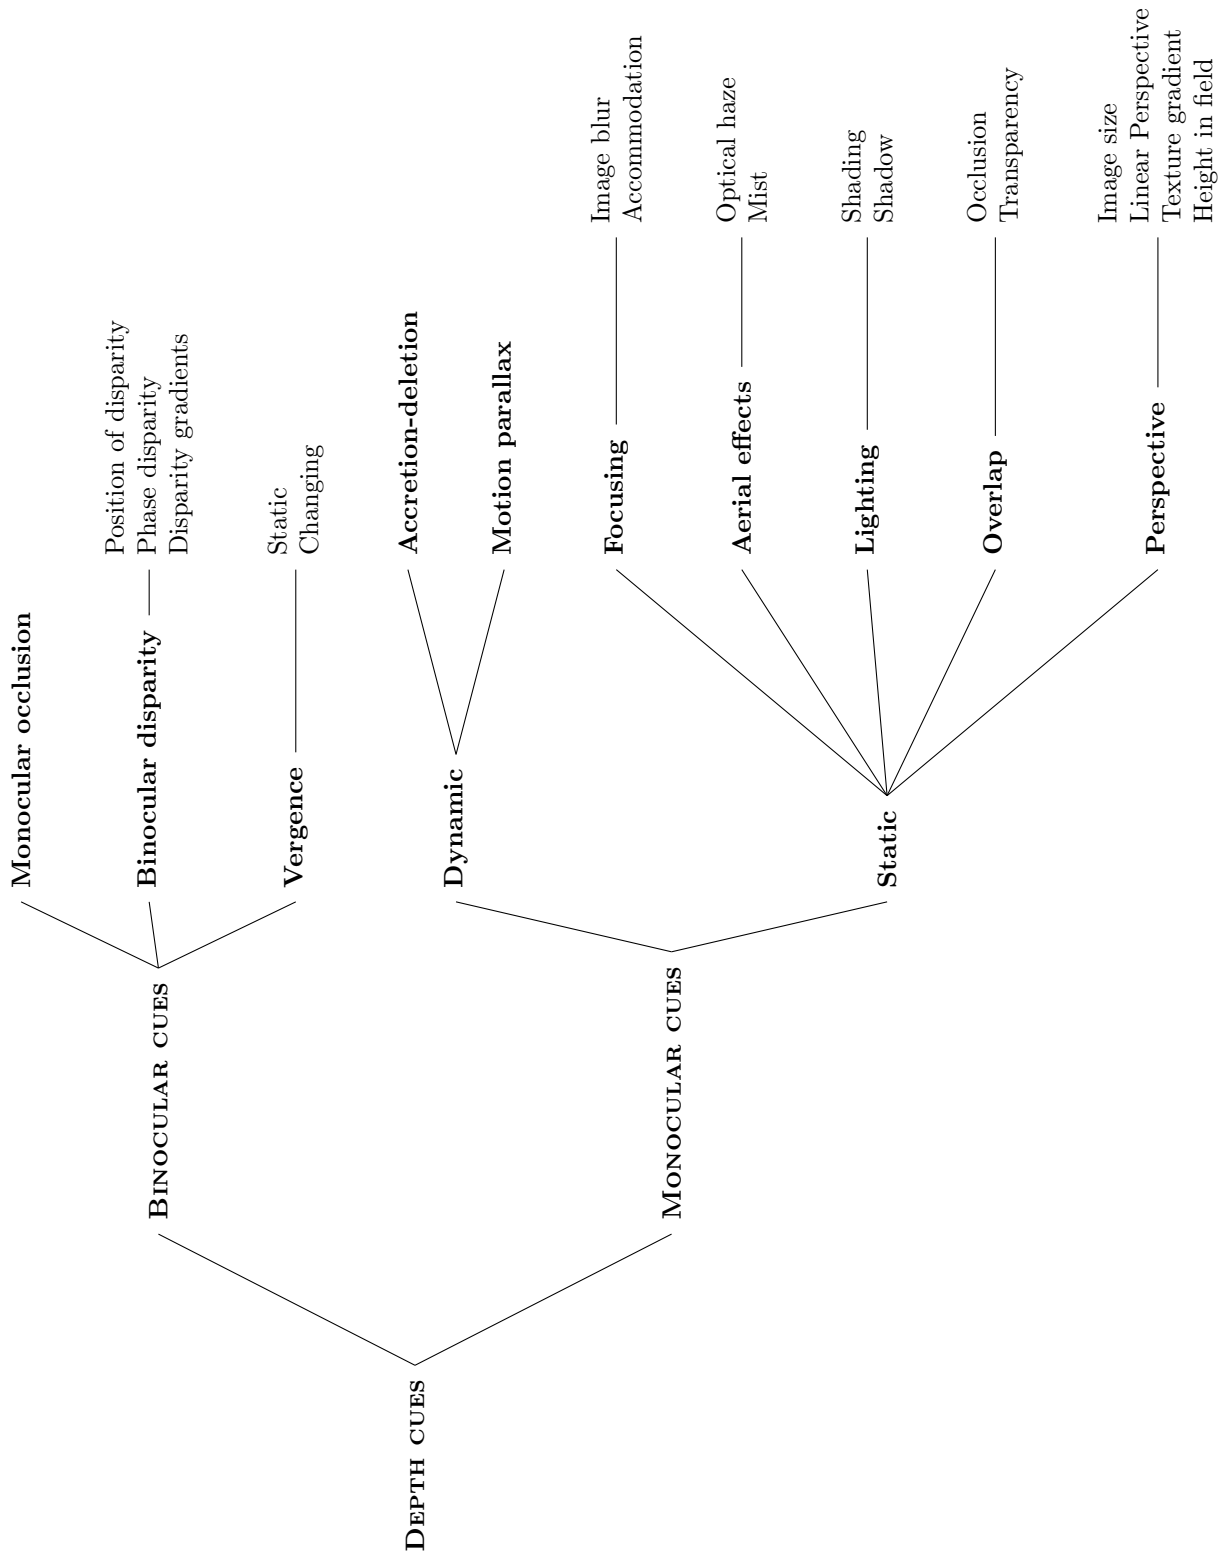 DEPTH CUES
BINOCULAR CUES
Monocular occlusion
Binocular disparity
Position of disparity
Phase disparity
Disparity gradients
Vergence
Static
Changing
MONOCULAR CUES
Dynamic
Accretion-deletion
Motion parallax
Static
Focusing
Image blur
Accommodation
Aerial effects
Optical haze
Mist
Lighting
Shading
Shadow
Overlap
Occlusion
Transparency
Perspective
Image size
Linear Perspective
Texture gradient
Height in field